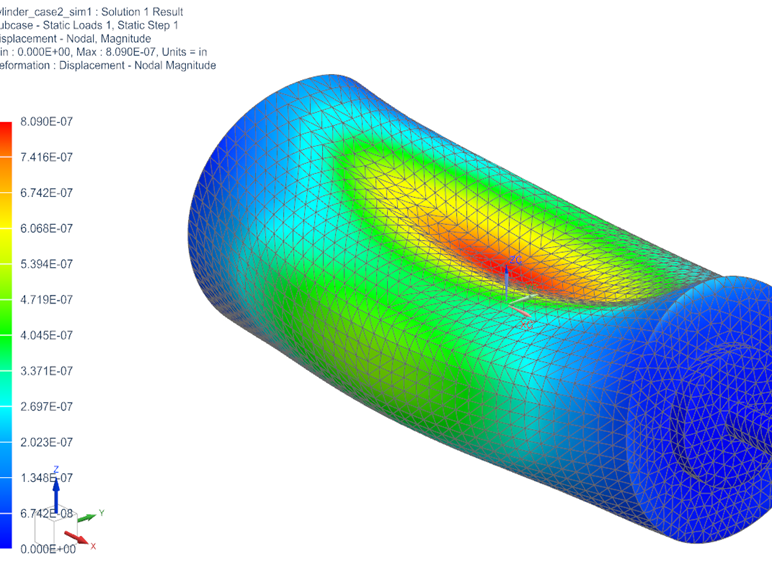 ylinder_case2_sim1 : Solution 1 Result
ubcase - Static Loads 1, Static Step 1
isplacement - Nodal, Magnitude
in : 0.000E+00, Max : 8.090E-07, Units = in
eformation : Displacement - Nodal Magnitude
8.090E-07
7.416E-07
6.742E-07
6.068E-07
5.394E-07
4.719E-07
4.045E-07
3.371E-07
2.697E-07
2.023E-07
1.348E-07
6.742E-08
0.000E+00
ZC
Z
Y
X